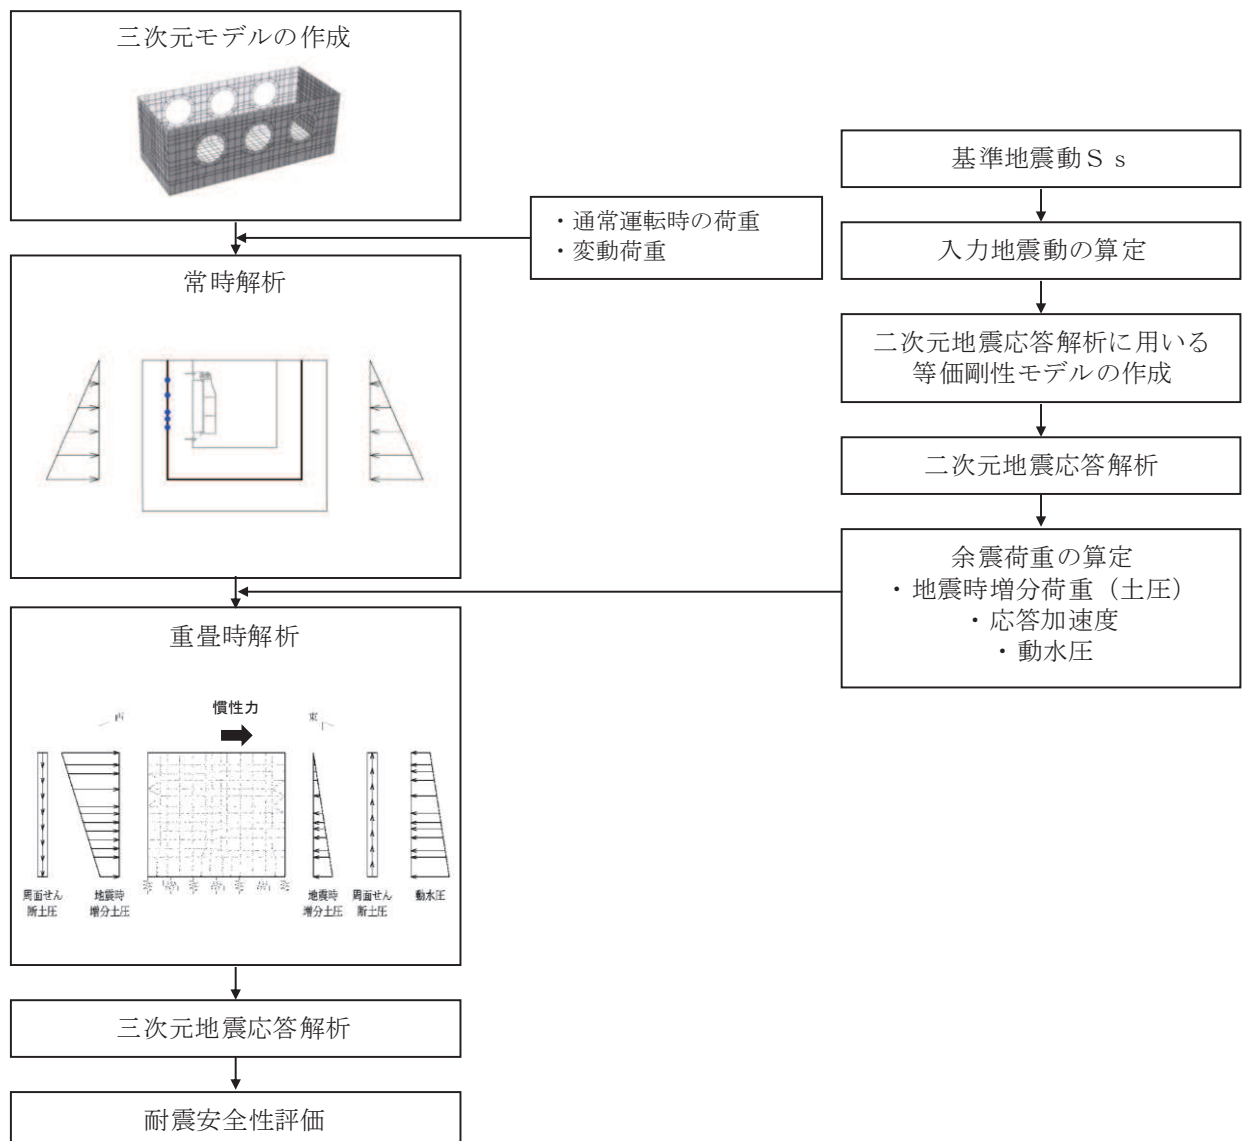 三次元モデルの作成
・通常運転時の荷重
・変動荷重
常時解析
重畳時解析
慣性力
西
東
周面せん
断土圧
地震時
増分土圧
地震時
増分土圧
周面せん
断土圧
動水圧
三次元地震応答解析
耐震安全性評価
基準地震動Ｓｓ
入力地震動の算定
二次元地震応答解析に用いる
等価剛性モデルの作成
二次元地震応答解析
余震荷重の算定
・地震時増分荷重（土圧）
・応答加速度
・動水圧